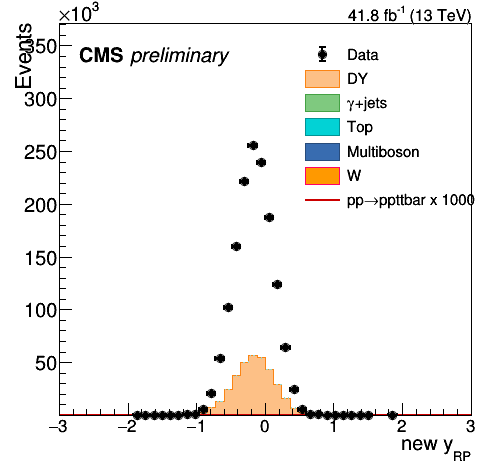 ×10³
41.8 fb⁻¹ (13 TeV)
Events
CMS preliminary
Data
DY
γ+jets
Top
Multiboson
W
pp→ppttbar x 1000
350
300
250
200
150
100
50
−3 −2 −1 0 1 2 3
new y_RP